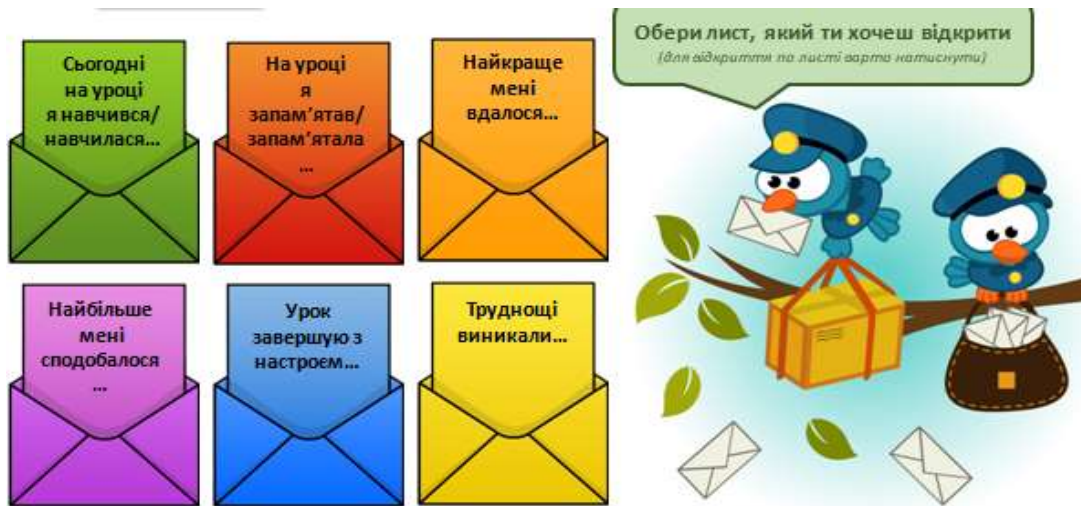 Сьогодні
на уроці
я навчився/
навчилася...
На уроці
я
запам’ятав/
запам’ятала
...
Найкраще
мені
вдалося...
Обери лист, який ти хочеш відкрити
(для відкриття по листі варто натиснути)
Найбільше
мені
сподобалося
...
Урок
завершую з
настроєм...
Труднощі
виникали...